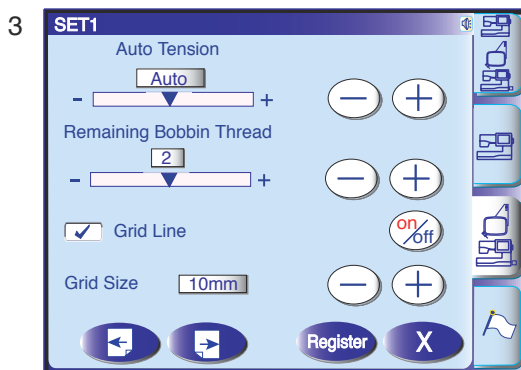 3
SET1
Auto Tension
Auto
- +
Remaining Bobbin Thread
2
- +
Grid Line
on/off
Grid Size 10mm
Register X